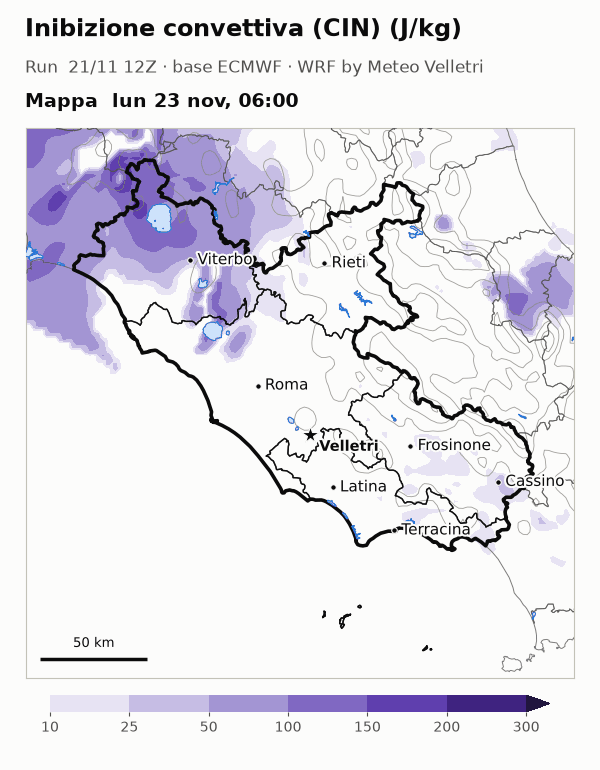 Inibizione convettiva (CIN) (J/kg)
Run  21/11 12Z · base ECMWF · WRF by Meteo Velletri
Mappa  lun 23 nov, 06:00
Viterbo
Rieti
Roma
Velletri
Frosinone
Cassino
Latina
Terracina
50 km
10 25 50 100 150 200 300